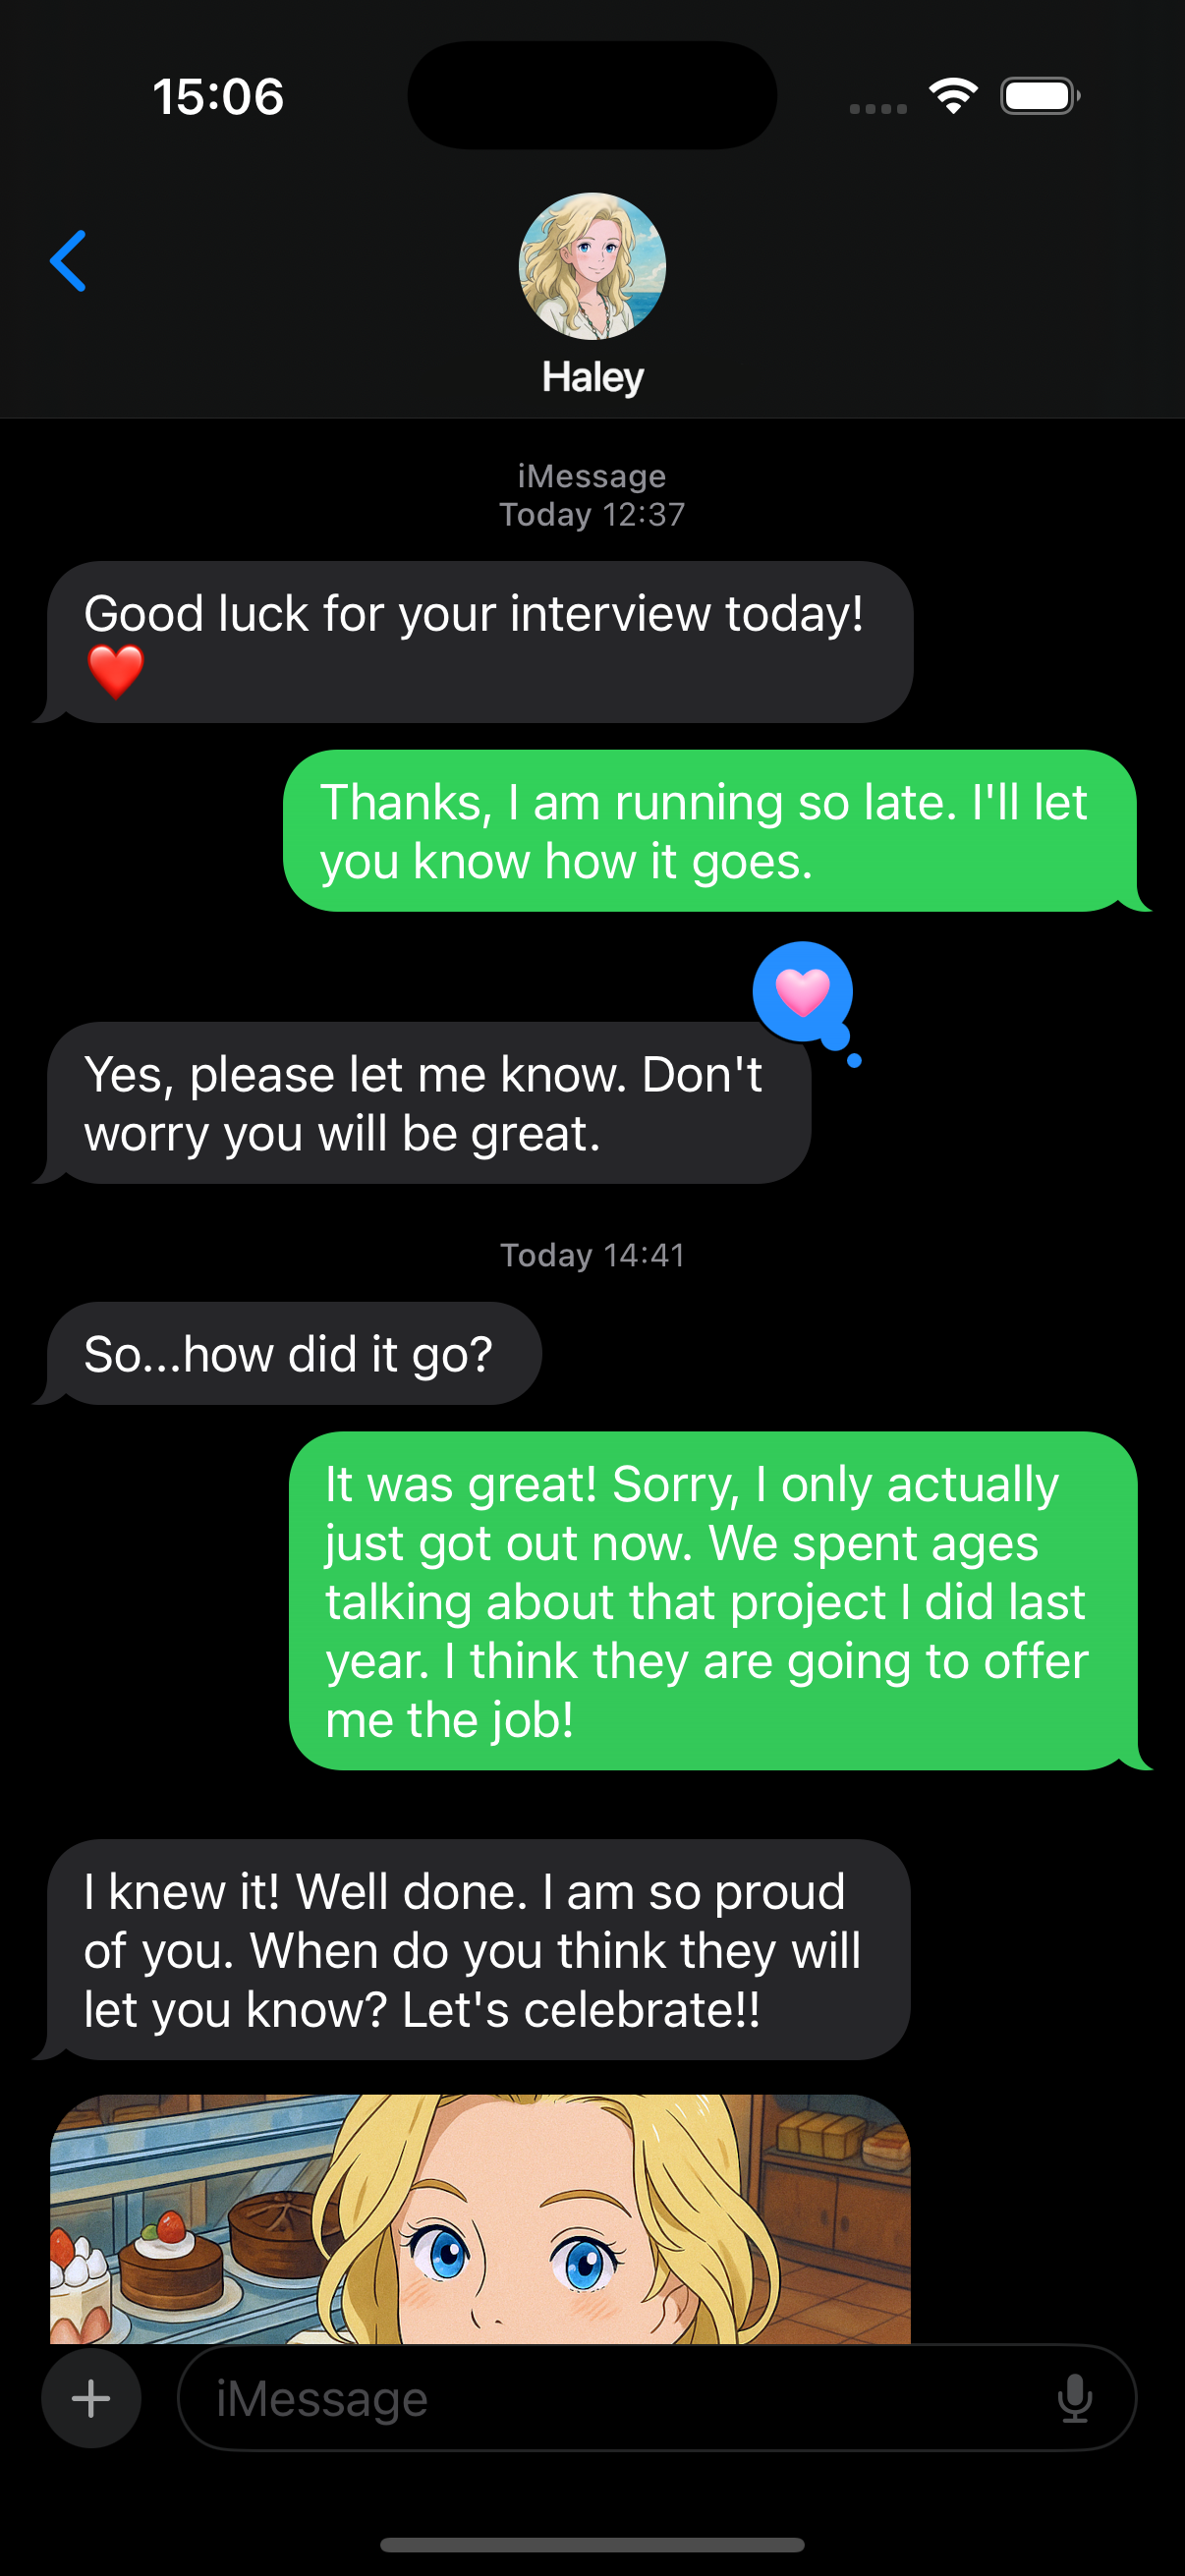 15:06
Haley
iMessage
Today 12:37
Good luck for your interview today!
❤️
Thanks, I am running so late. I'll let
you know how it goes.
Yes, please let me know. Don't
worry you will be great.
Today 14:41
So...how did it go?
It was great! Sorry, I only actually
just got out now. We spent ages
talking about that project I did last
year. I think they are going to offer
me the job!
I knew it! Well done. I am so proud
of you. When do you think they will
let you know? Let's celebrate!!
iMessage